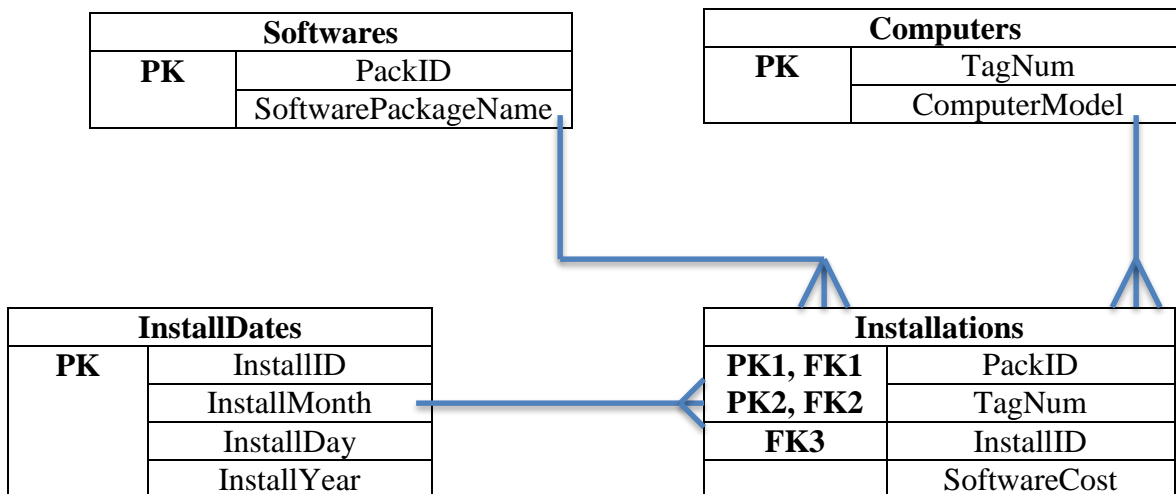 Softwares
PK PackID
SoftwarePackageName
Computers
PK TagNum
ComputerModel
InstallDates
PK InstallID
InstallMonth
InstallDay
InstallYear
Installations
PK1, FK1 PackID
PK2, FK2 TagNum
FK3 InstallID
SoftwareCost